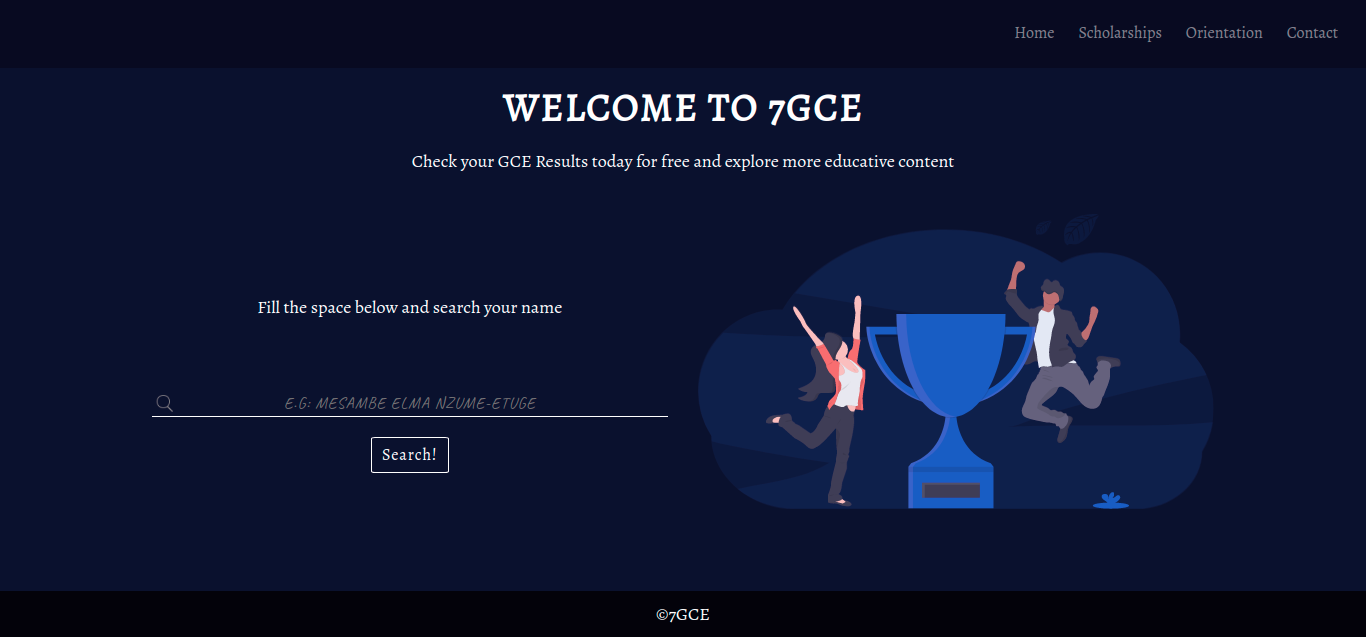 Home Scholarships Orientation Contact
WELCOME TO 7GCE
Check your GCE Results today for free and explore more educative content
Fill the space below and search your name
E.G: MESAMBE ELMA NZUME-ETUGE
Search!
©7GCE